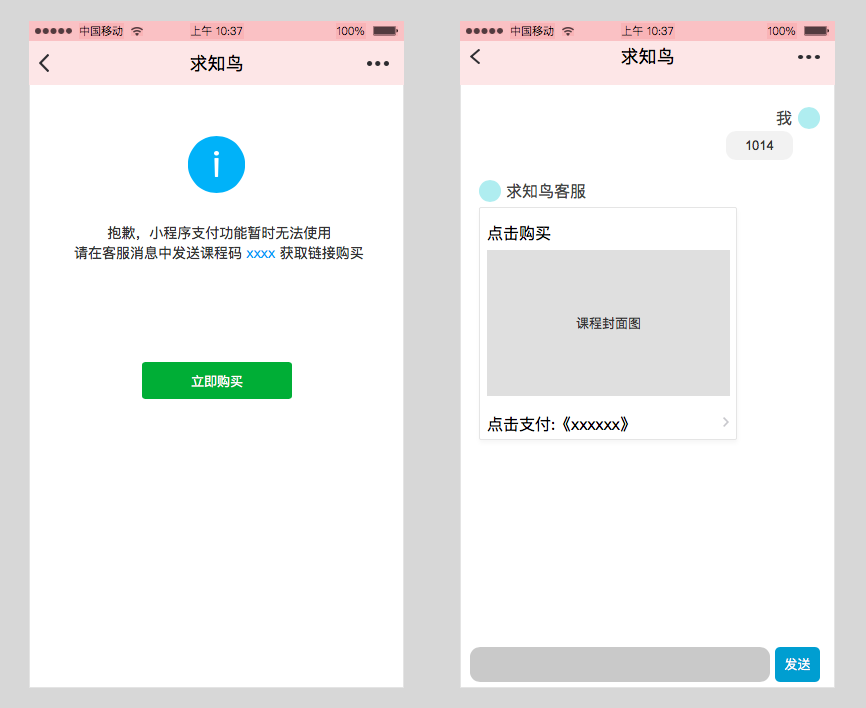 中国移动 上午 10:37 100%
求知鸟
i
抱歉，小程序支付功能暂时无法使用
请在客服消息中发送课程码 xxxx 获取链接购买
立即购买
中国移动 上午 10:37 100%
求知鸟
我
1014
求知鸟客服
点击购买
课程封面图
点击支付:《xxxxxx》
发送